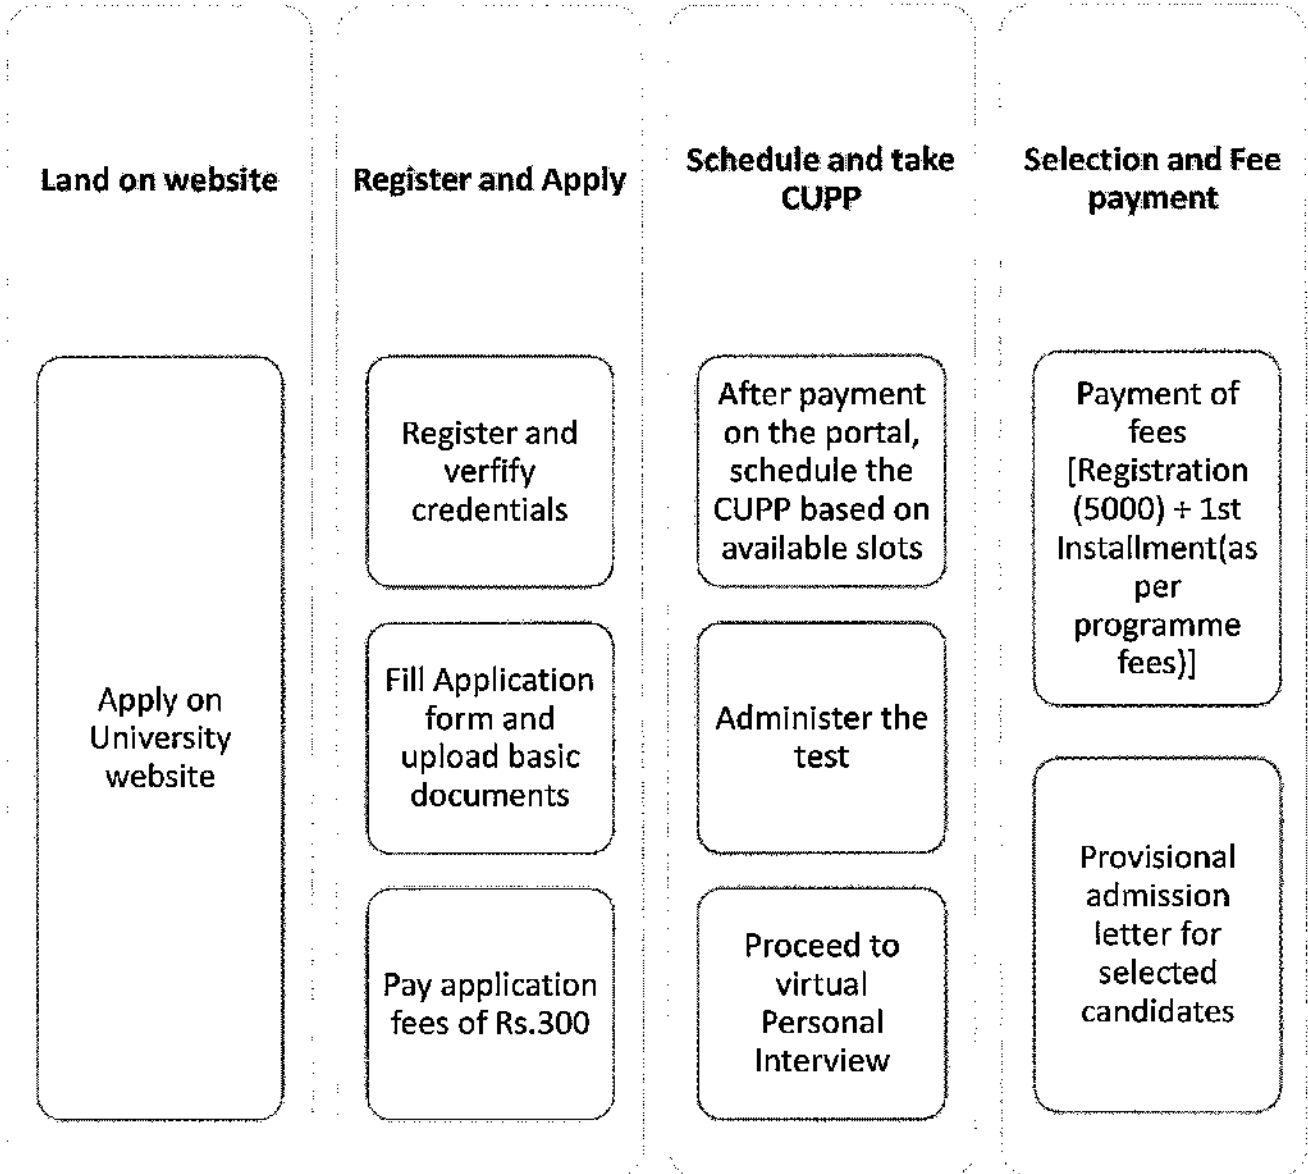 Land on website
Apply on
University
website
Register and Apply
Register and
verfify
credentials
Fill Application
form and
upload basic
documents
Pay application
fees of Rs.300
Schedule and take
CUPP
After payment
on the portal,
schedule the
CUPP based on
available slots
Administer the
test
Proceed to
virtual
Personal
Interview
Selection and Fee
payment
Payment of
fees
[Registration
(5000) + 1st
Installment(as
per
programme
fees)]
Provisional
admission
letter for
selected
candidates